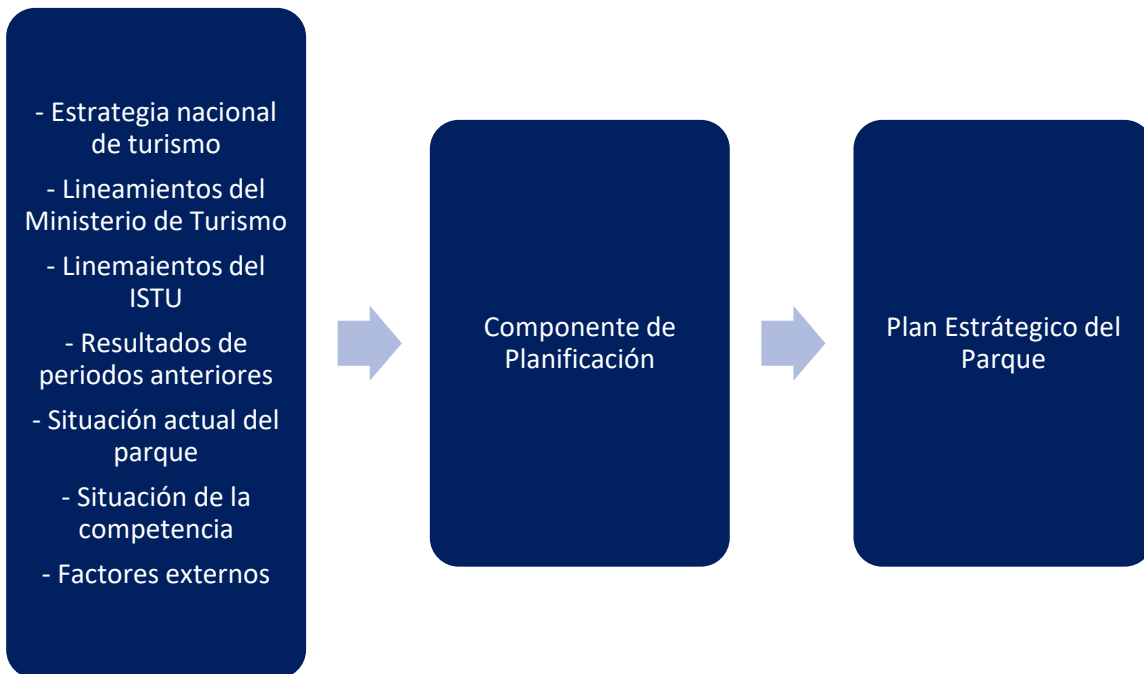 - Estrategia nacional
de turismo
- Lineamientos del
Ministerio de Turismo
- Linemaientos del
ISTU
- Resultados de
periodos anteriores
- Situación actual del
parque
- Situación de la
competencia
- Factores externos
Componente de
Planificación
Plan Estrátegico del
Parque